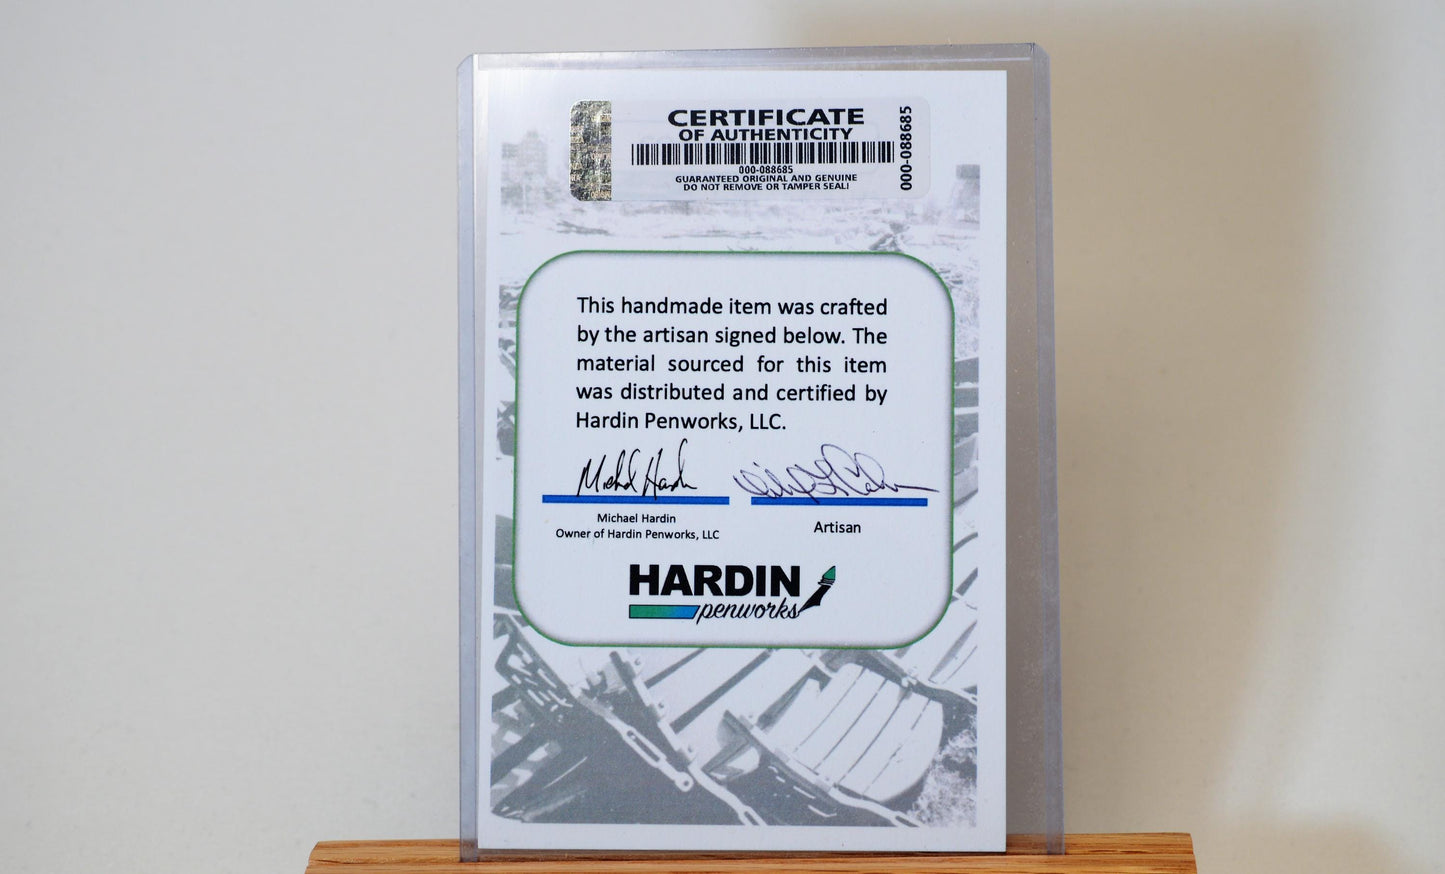 CERTIFICATE
OF AUTHENTICITY
000-088685
000-088685
GUARANTEED ORIGINAL AND GENUINE
DO NOT REMOVE OR TAMPER SEAL!
This handmade item was crafted
by the artisan signed below. The
material sourced for this item
was distributed and certified by
Hardin Penworks, LLC.
Michael Hardin
Owner of Hardin Penworks, LLC
Artisan
HARDIN
penworks